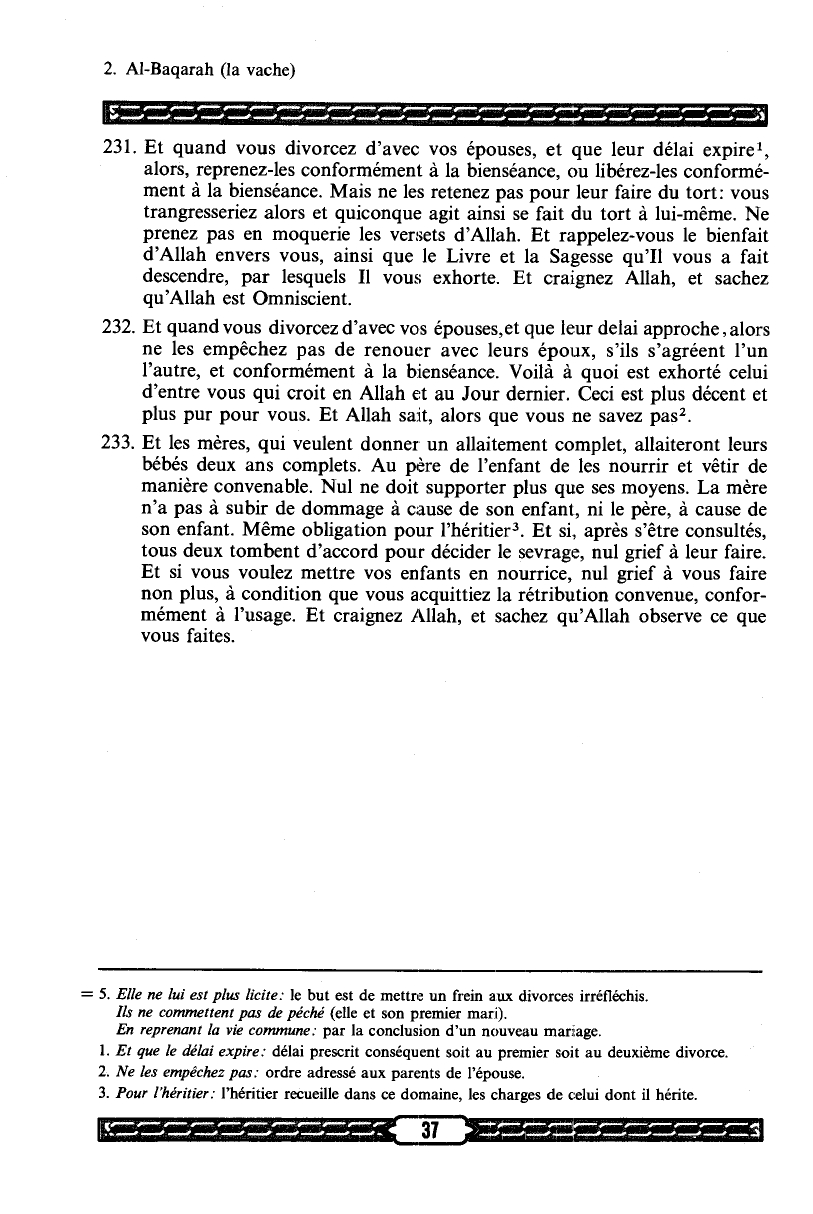 2. Al-Baqarah (la vache)
231. Et quand vous divorcez d'avec vos épouses, et que leur délai expire¹,
alors, reprenez-les conformément à la bienséance, ou libérez-les conformé-
ment à la bienséance. Mais ne les retenez pas pour leur faire du tort: vous
trangresseriez alors et quiconque agit ainsi se fait du tort à lui-même. Ne
prenez pas en moquerie les versets d'Allah. Et rappelez-vous le bienfait
d'Allah envers vous, ainsi que le Livre et la Sagesse qu'Il vous a fait
descendre, par lesquels Il vous exhorte. Et craignez Allah, et sachez
qu'Allah est Omniscient.
232. Et quand vous divorcez d'avec vos épouses,et que leur delai approche,alors
ne les empêchez pas de renouer avec leurs époux, s'ils s'agréent l'un
l'autre, et conformément à la bienséance. Voilà à quoi est exhorté celui
d'entre vous qui croit en Allah et au Jour dernier. Ceci est plus décent et
plus pur pour vous. Et Allah sait, alors que vous ne savez pas².
233. Et les mères, qui veulent donner un allaitement complet, allaiteront leurs
bébés deux ans complets. Au père de l'enfant de les nourrir et vêtir de
manière convenable. Nul ne doit supporter plus que ses moyens. La mère
n'a pas à subir de dommage à cause de son enfant, ni le père, à cause de
son enfant. Même obligation pour l'héritier³. Et si, après s'être consultés,
tous deux tombent d'accord pour décider le sevrage, nul grief à leur faire.
Et si vous voulez mettre vos enfants en nourrice, nul grief à vous faire
non plus, à condition que vous acquittiez la rétribution convenue, confor-
mément à l'usage. Et craignez Allah, et sachez qu'Allah observe ce que
vous faites.
= 5. Elle ne lui est plus licite: le but est de mettre un frein aux divorces irréfléchis.
Ils ne commettent pas de péché (elle et son premier mari).
En reprenant la vie commune: par la conclusion d'un nouveau mariage.
1. Et que le délai expire: délai prescrit conséquent soit au premier soit au deuxième divorce.
2. Ne les empêchez pas: ordre adressé aux parents de l'épouse.
3. Pour l'héritier: l'héritier recueille dans ce domaine, les charges de celui dont il hérite.
37